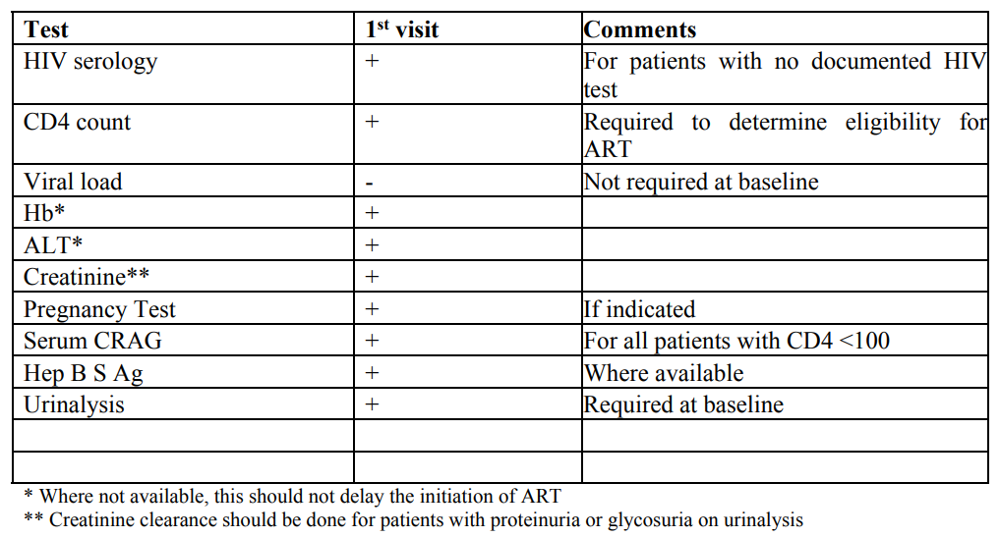 Test 1st visit Comments
HIV serology + For patients with no documented HIV
test
CD4 count + Required to determine eligibility for
ART
Viral load - Not required at baseline
Hb* +
ALT* +
Creatinine** +
Pregnancy Test + If indicated
Serum CRAG + For all patients with CD4 <100
Hep B S Ag + Where available
Urinalysis + Required at baseline
* Where not available, this should not delay the initiation of ART
** Creatinine clearance should be done for patients with proteinuria or glycosuria on urinalysis